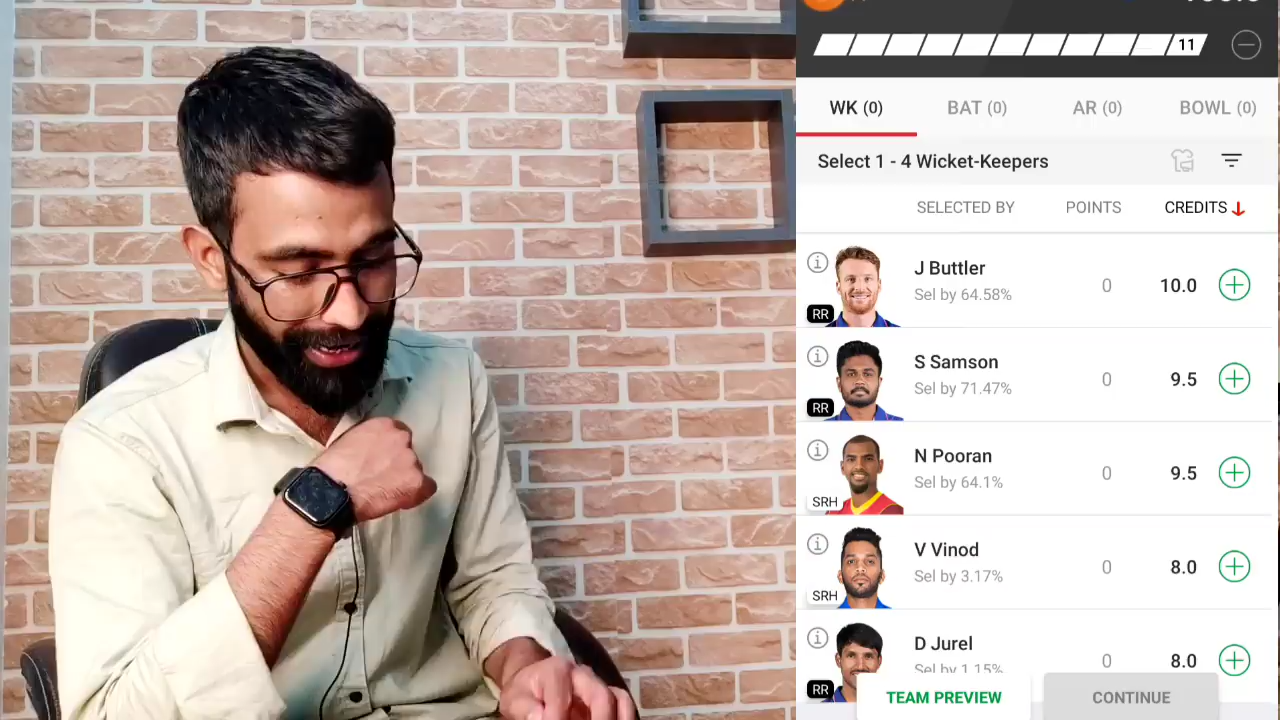 11
WK (0) BAT (0) AR (0) BOWL (0)
Select 1 - 4 Wicket-Keepers
SELECTED BY POINTS CREDITS
J Buttler
Sel by 64.58%
0 10.0
RR
S Samson
Sel by 71.47%
0 9.5
RR
N Pooran
Sel by 64.1%
0 9.5
SRH
V Vinod
Sel by 3.17%
0 8.0
SRH
D Jurel
Sel by 1.15%
0 8.0
RR
TEAM PREVIEW CONTINUE